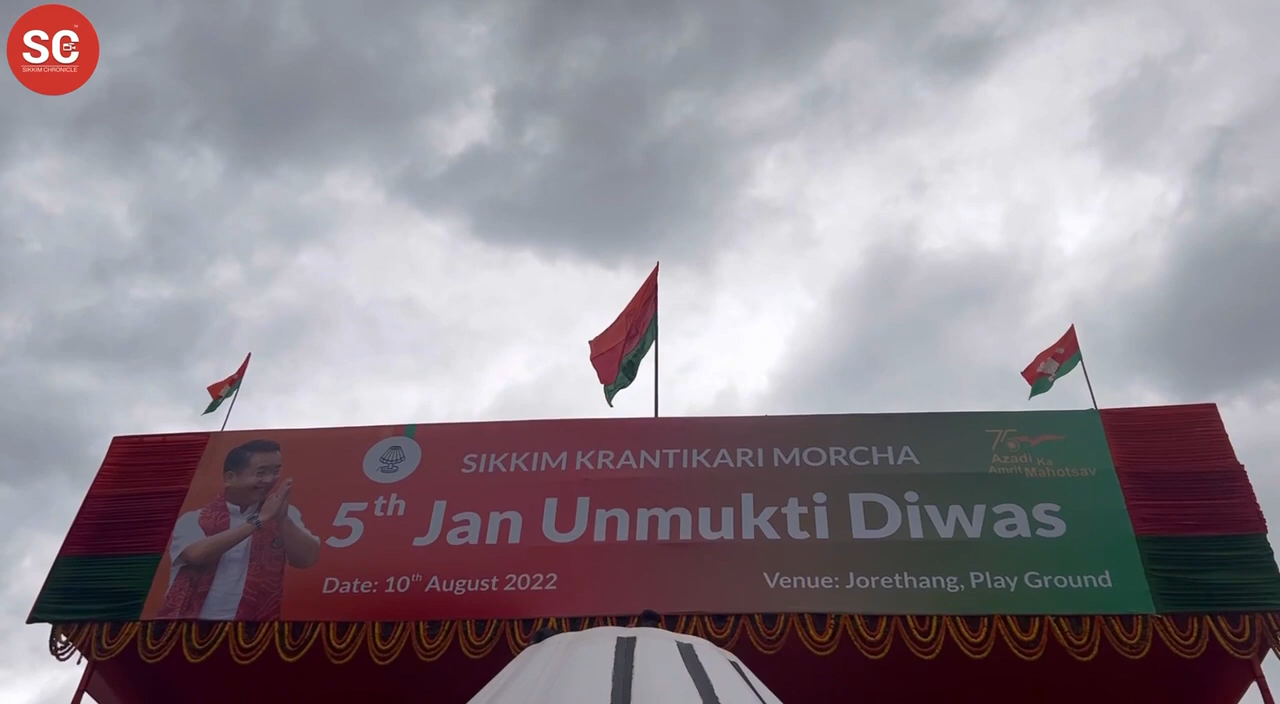 SC
SIKKIM CHRONICLE
SIKKIM KRANTIKARI MORCHA
75
Azadi Ka
Amrit Mahotsav
5th Jan Unmukti Diwas
Date: 10th August 2022
Venue: Jorethang, Play Ground